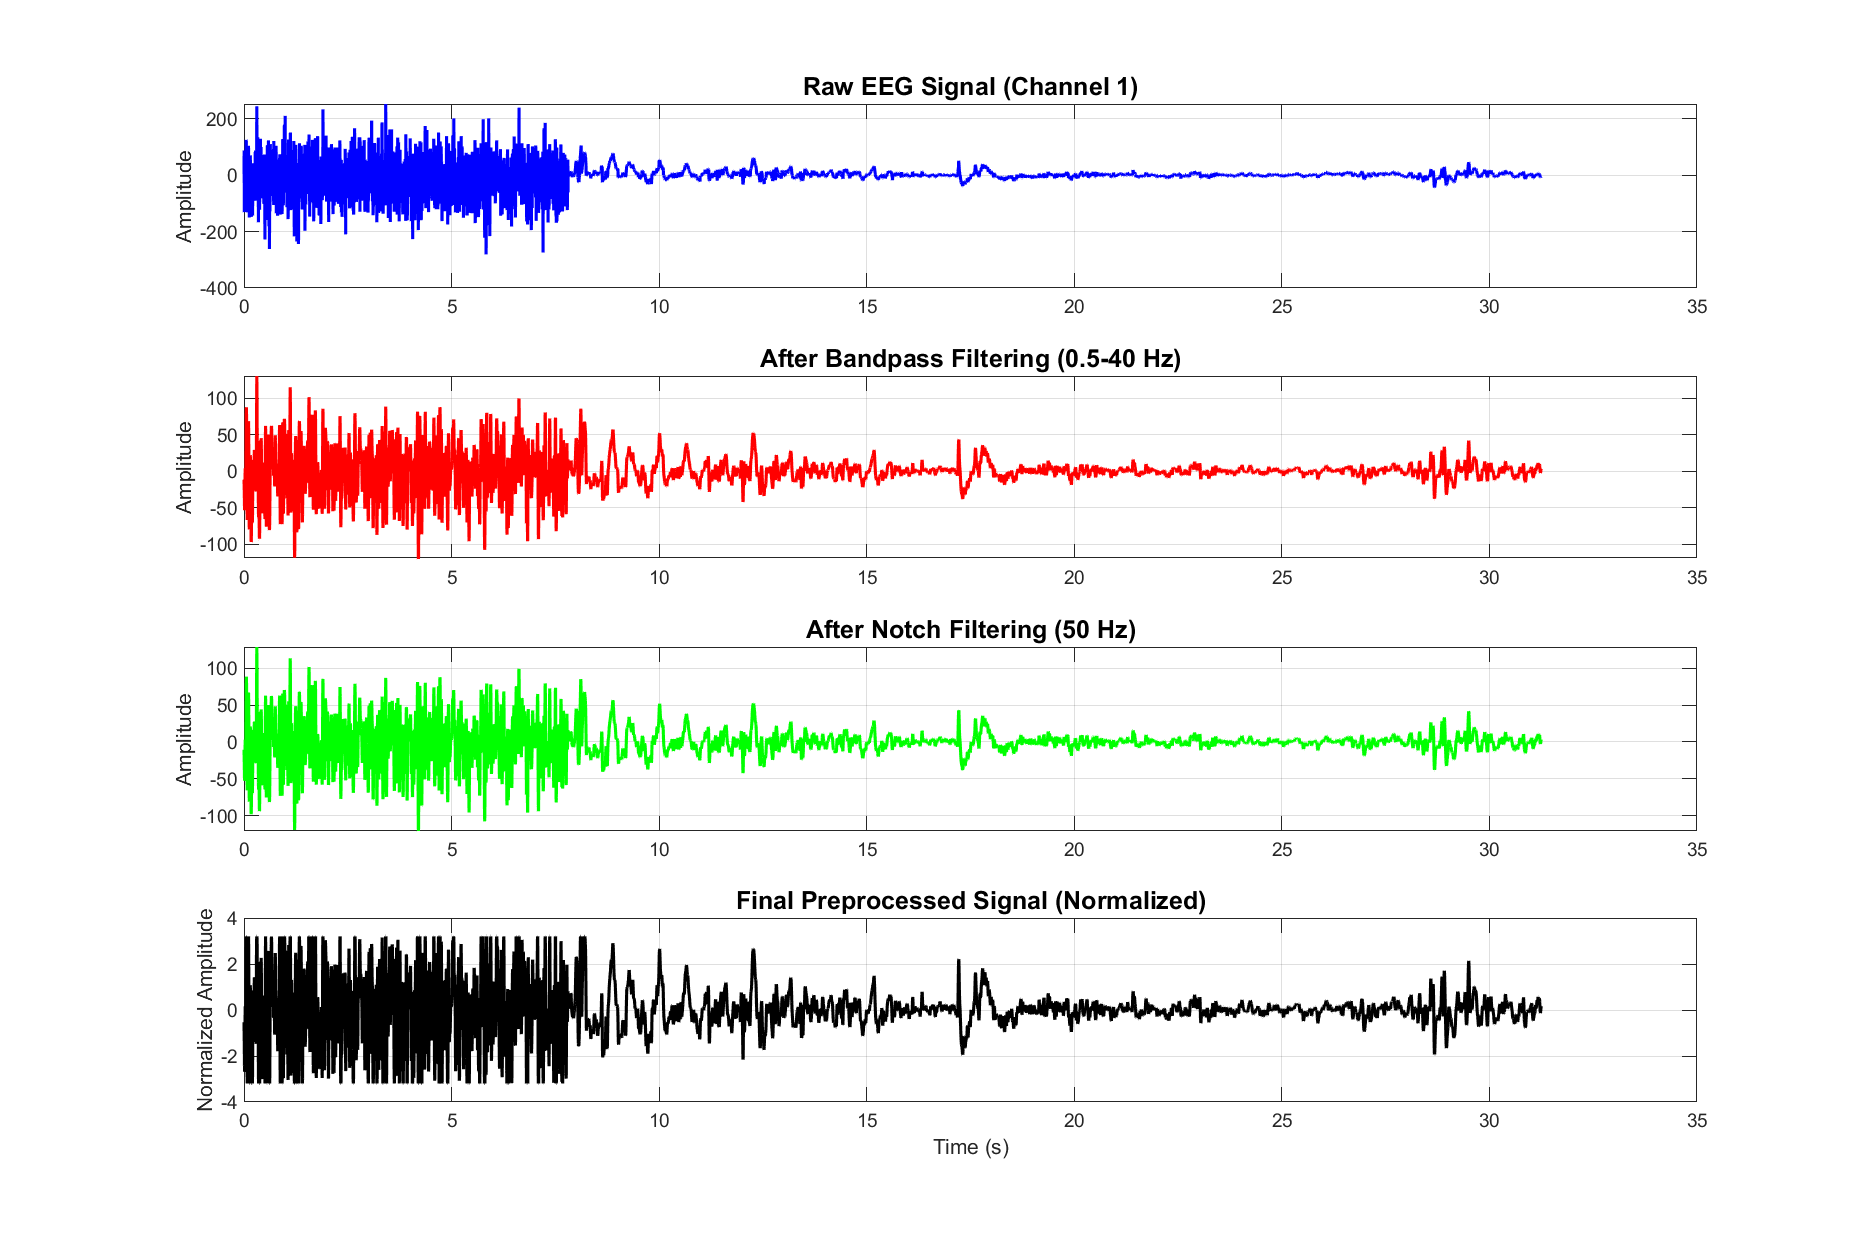 Raw EEG Signal (Channel 1)
Amplitude
200
0
-200
-400
0 5 10 15 20 25 30 35
After Bandpass Filtering (0.5-40 Hz)
Amplitude
100
50
0
-50
-100
0 5 10 15 20 25 30 35
After Notch Filtering (50 Hz)
Amplitude
100
50
0
-50
-100
0 5 10 15 20 25 30 35
Final Preprocessed Signal (Normalized)
Normalized Amplitude
4
2
0
-2
-4
0 5 10 15 20 25 30 35
Time (s)